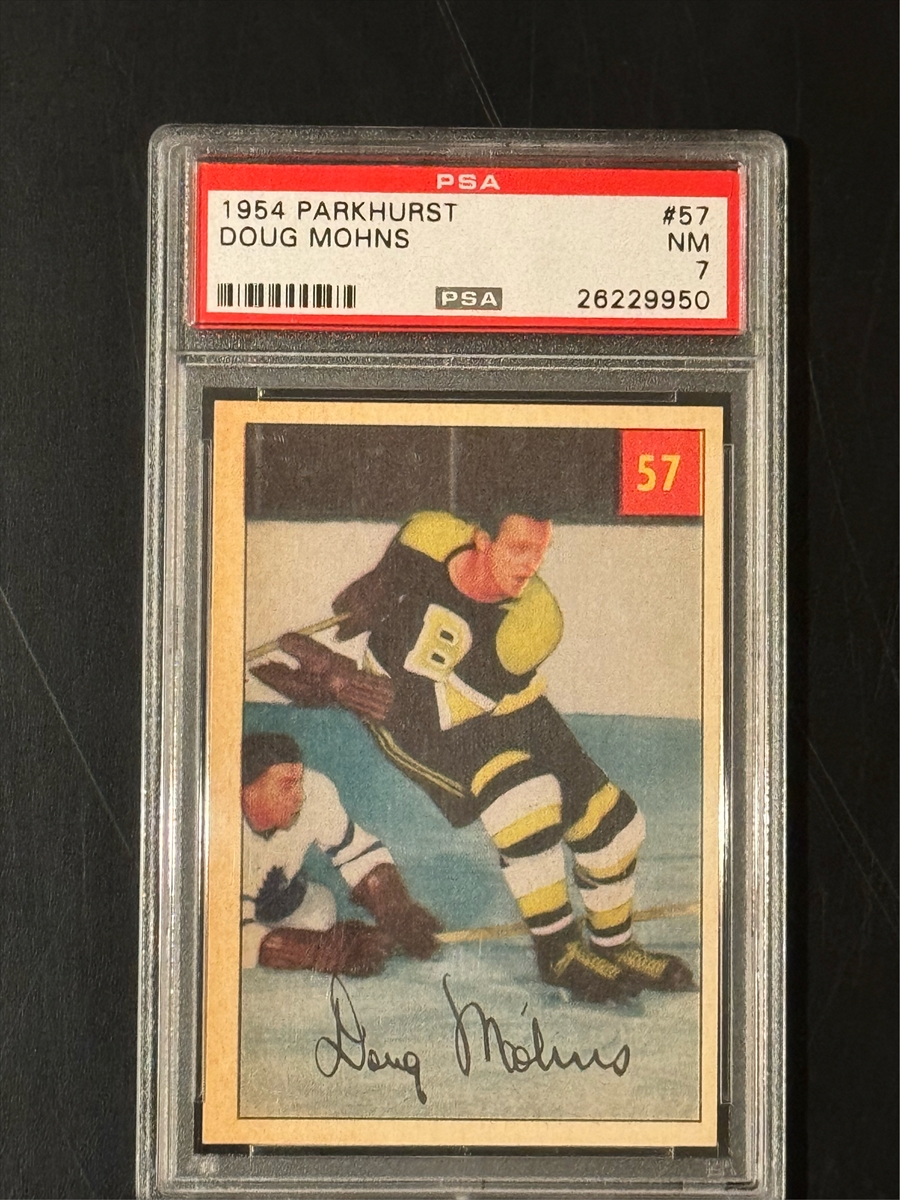 PSA
1954 PARKHURST #57
DOUG MOHNS NM
7
PSA 26229950
57
B
Doug Mohns